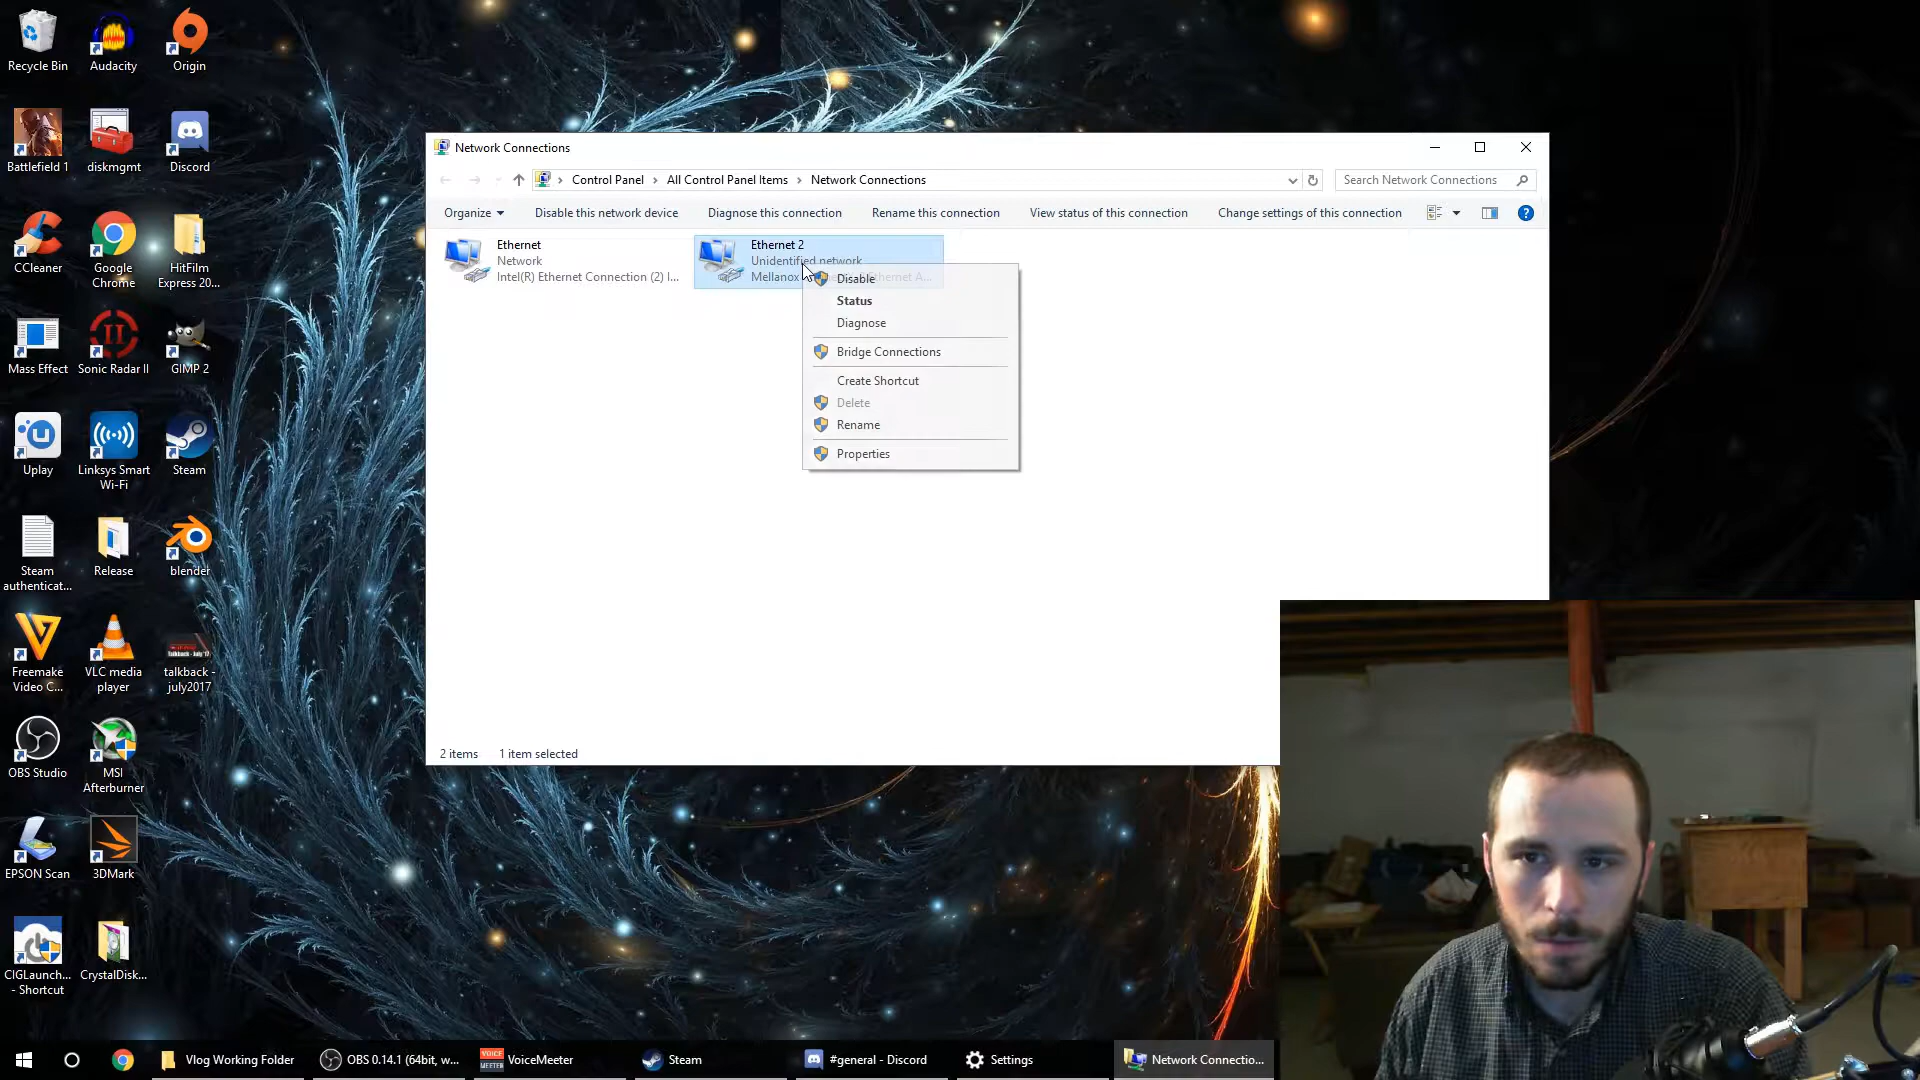 Recycle Bin
Audacity
Origin
Battlefield 1
diskmgmt
Discord
CCleaner
Google
Chrome
HitFilm
Express 20...
Mass Effect
Sonic Radar II
GIMP 2
Uplay
Linksys Smart
Wi-Fi
Steam
Steam
authenticat...
Release
blender
Freemake
Video C...
VLC media
player
talkback -
july2017
OBS Studio
MSI
Afterburner
EPSON Scan
3DMark
CIGLaunch...
- Shortcut
CrystalDisk...
Network Connections
Control Panel > All Control Panel Items > Network Connections
Search Network Connections
Organize
Disable this network device
Diagnose this connection
Rename this connection
View status of this connection
Change settings of this connection
Ethernet
Network
Intel(R) Ethernet Connection (2) I...
Ethernet 2
Unidentified network
Mellanox Ethernet A...
Disable
Status
Diagnose
Bridge Connections
Create Shortcut
Delete
Rename
Properties
2 items
1 item selected
Vlog Working Folder
OBS 0.14.1 (64bit, w...
VOICE
MEETER
VoiceMeeter
Steam
#general - Discord
Settings
Network Connectio...